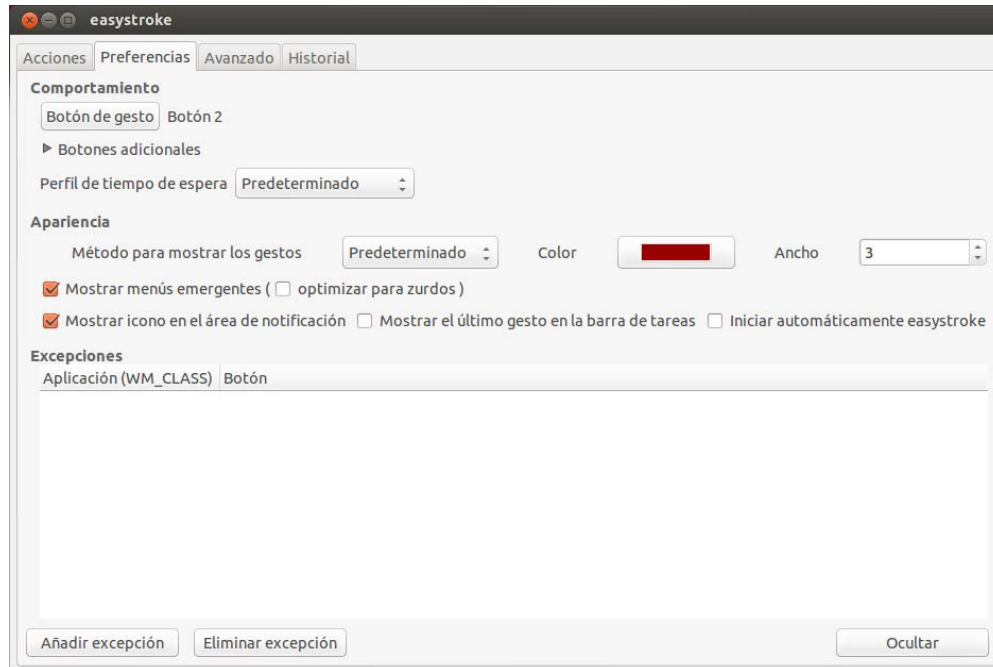 easystroke
Acciones Preferencias Avanzado Historial
Comportamiento
Botón de gesto Botón 2
Botones adicionales
Perfil de tiempo de espera Predeterminado
Apariencia
Método para mostrar los gestos Predeterminado Color Ancho 3
Mostrar menús emergentes ( optimizar para zurdos )
Mostrar icono en el área de notificación Mostrar el último gesto en la barra de tareas Iniciar automáticamente easystroke
Excepciones
Aplicación (WM_CLASS) Botón
Añadir excepción Eliminar excepción Ocultar